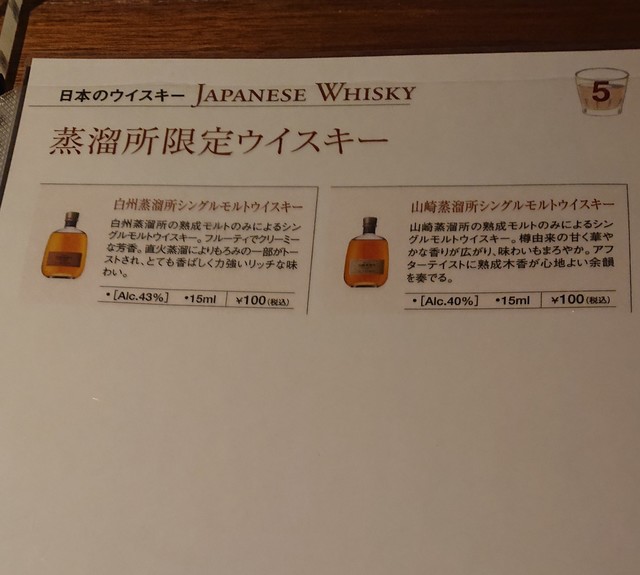 日本のウイスキー JAPANESE WHISKY
5
蒸溜所限定ウイスキー
白州蒸溜所シングルモルトウイスキー
白州蒸溜所の熟成モルトのみによるシン
グルモルトウイスキー。フルーティでクリーミー
な芳香。直火蒸溜によりもろみの一部がトー
ストされ、とても香ばしく力強いリッチな味
わい。
•[Alc.43%] •15ml ¥100(税込)
山崎蒸溜所シングルモルトウイスキー
山崎蒸溜所の熟成モルトのみによるシン
グルモルトウイスキー。樽由来の甘く華や
かな香りが広がり、味わいもまろやか。アフ
ターテイストに熟成木香が心地よい余韻
を奏でる。
•[Alc.40%] •15ml ¥100(税込)